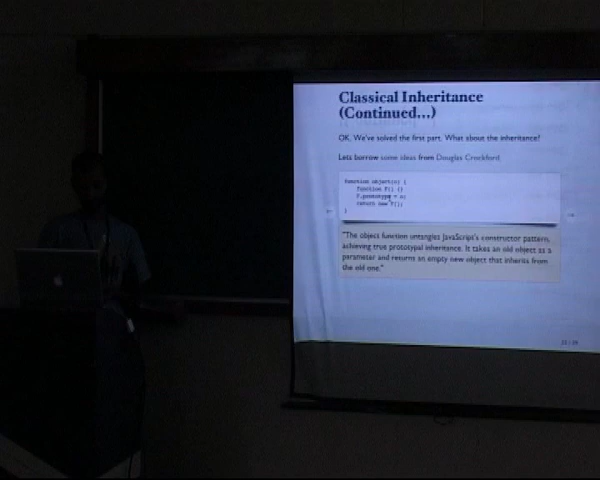 Classical Inheritance
(Continued...)
OK, We've solved the first part. What about the inheritance?
Lets borrow some ideas from Douglas Crockford.
function object(o) {
function F() {}
F.prototype = o;
return new F();
}
"The object function untangles JavaScript's constructor pattern,
achieving true prototypal inheritance. It takes an old object as a
parameter and returns an empty new object that inherits from
the old one."